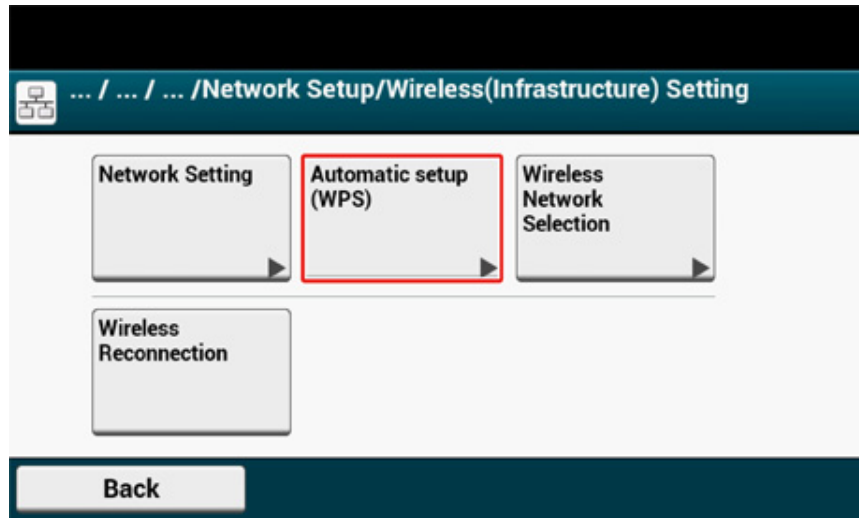 ... / ... / ... /Network Setup/Wireless(Infrastructure) Setting
Network Setting
Automatic setup
(WPS)
Wireless
Network
Selection
Wireless
Reconnection
Back